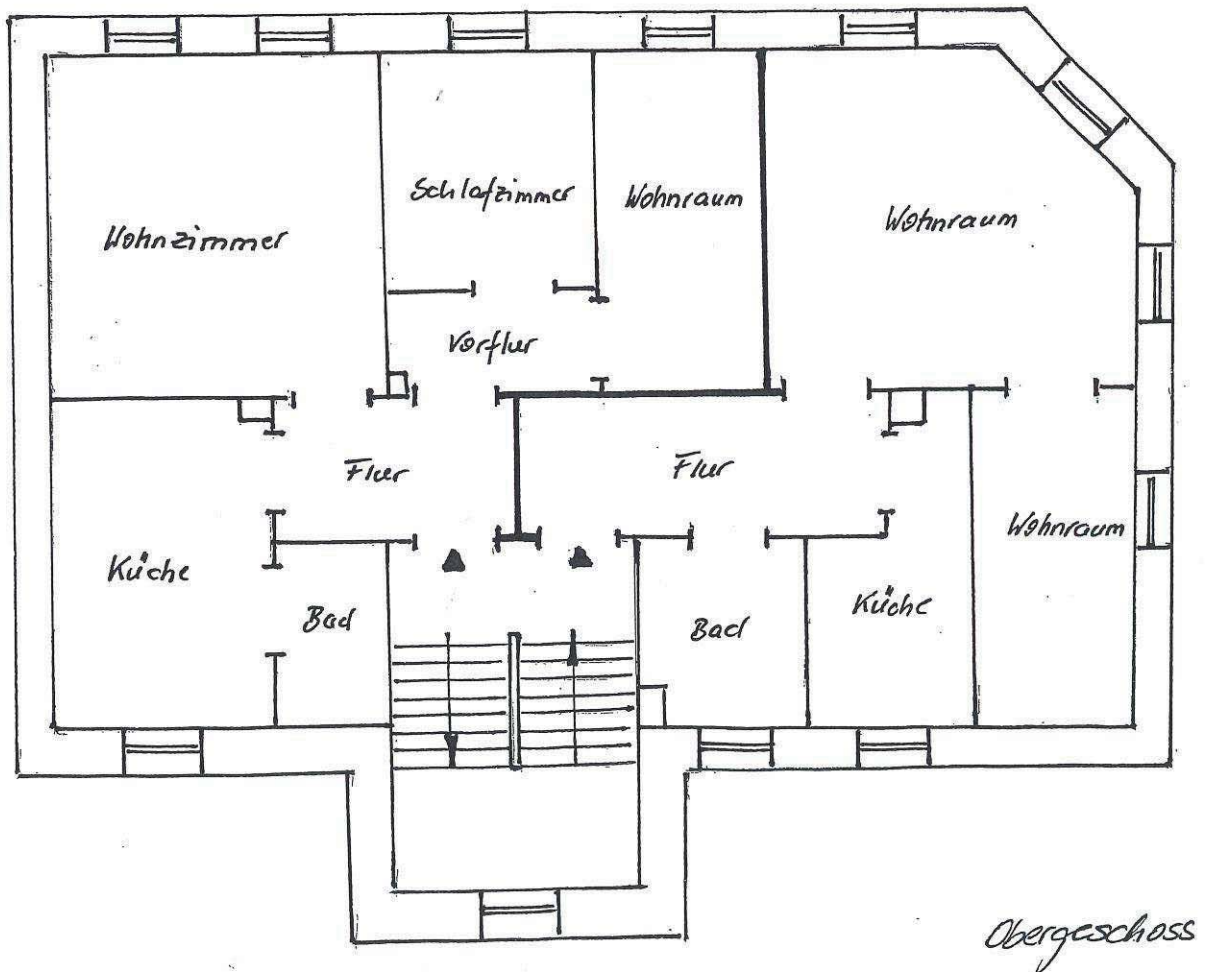 Schlafzimmer
Wohnraum
Wohnraum
Wohnzimmer
Vorflur
Flur
Flur
Wohnraum
Küche
Bad
Bad
Küche
Obergeschoss